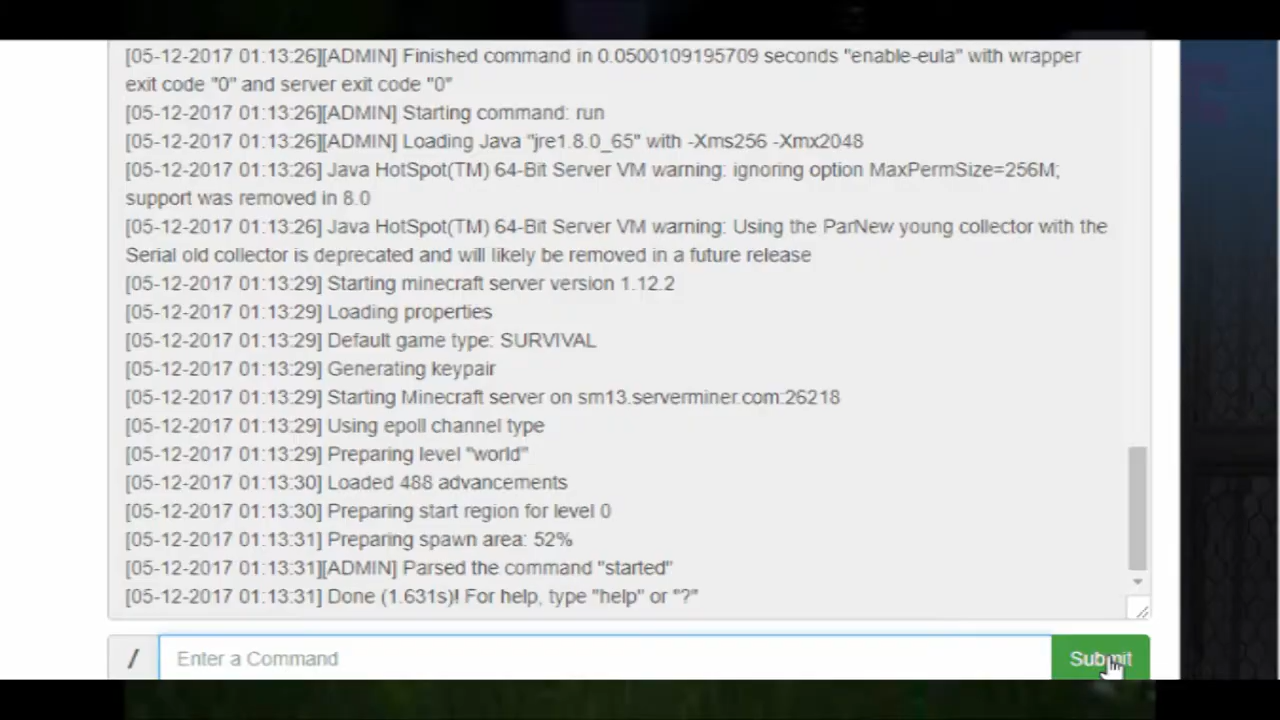 [05-12-2017 01:13:26][ADMIN] Finished command in 0.0500109195709 seconds "enable-eula" with wrapper
exit code "0" and server exit code "0"
[05-12-2017 01:13:26][ADMIN] Starting command: run
[05-12-2017 01:13:26][ADMIN] Loading Java "jre1.8.0_65" with -Xms256 -Xmx2048
[05-12-2017 01:13:26] Java HotSpot(TM) 64-Bit Server VM warning: ignoring option MaxPermSize=256M;
support was removed in 8.0
[05-12-2017 01:13:26] Java HotSpot(TM) 64-Bit Server VM warning: Using the ParNew young collector with the
Serial old collector is deprecated and will likely be removed in a future release
[05-12-2017 01:13:29] Starting minecraft server version 1.12.2
[05-12-2017 01:13:29] Loading properties
[05-12-2017 01:13:29] Default game type: SURVIVAL
[05-12-2017 01:13:29] Generating keypair
[05-12-2017 01:13:29] Starting Minecraft server on sm13.serverminer.com:26218
[05-12-2017 01:13:29] Using epoll channel type
[05-12-2017 01:13:29] Preparing level "world"
[05-12-2017 01:13:30] Loaded 488 advancements
[05-12-2017 01:13:30] Preparing start region for level 0
[05-12-2017 01:13:31] Preparing spawn area: 52%
[05-12-2017 01:13:31][ADMIN] Parsed the command "started"
[05-12-2017 01:13:31] Done (1.631s)! For help, type "help" or "?"
/ Enter a Command Submit